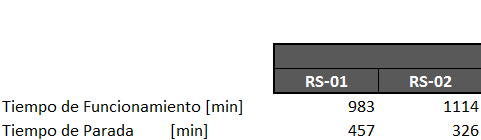 RS-01 RS-02
Tiempo de Funcionamiento [min] 983 1114
Tiempo de Parada [min] 457 326